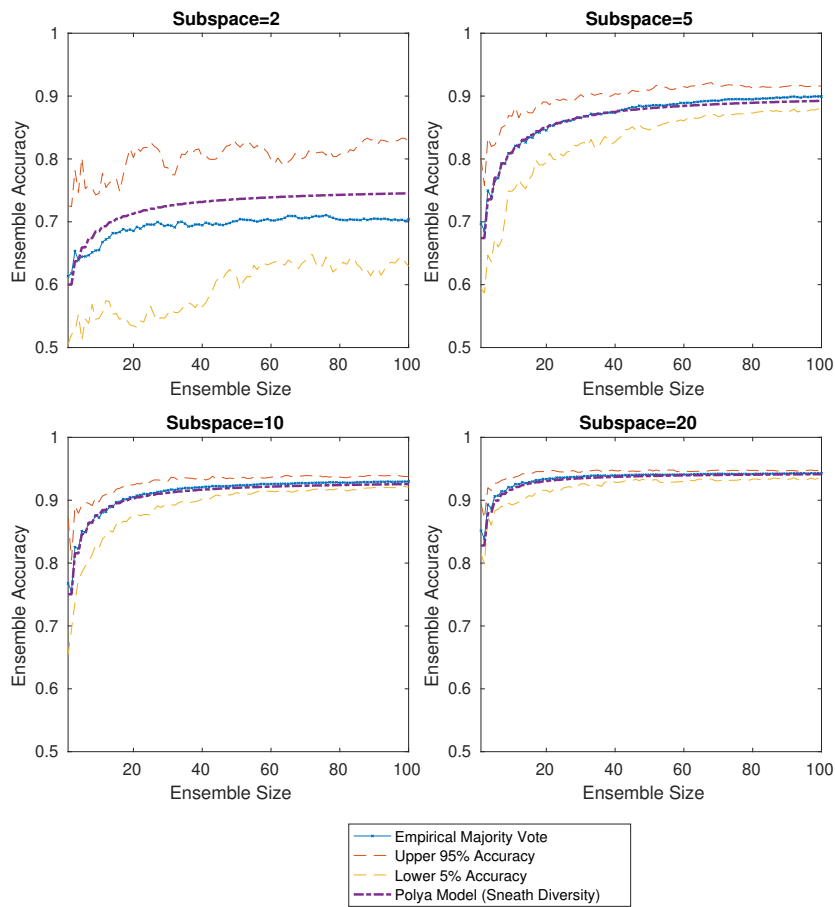 Subspace=2
1
0.9
0.8
0.7
0.6
0.5
20
40
60
80
100
Ensemble Accuracy
Ensemble Size
Subspace=5
1
0.9
0.8
0.7
0.6
0.5
20
40
60
80
100
Ensemble Accuracy
Ensemble Size
Subspace=10
1
0.9
0.8
0.7
0.6
0.5
20
40
60
80
100
Ensemble Accuracy
Ensemble Size
Subspace=20
1
0.9
0.8
0.7
0.6
0.5
20
40
60
80
100
Ensemble Accuracy
Ensemble Size
Empirical Majority Vote
Upper 95% Accuracy
Lower 5% Accuracy
Polya Model (Sneath Diversity)